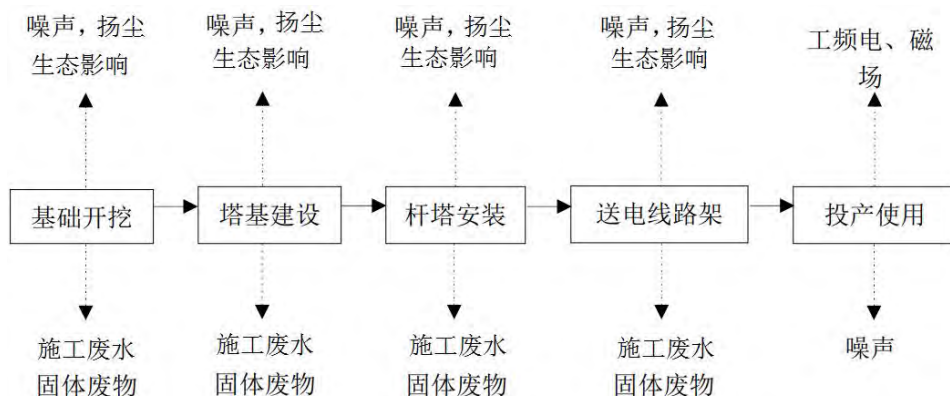 噪声，扬尘
生态影响
噪声，扬尘
生态影响
噪声，扬尘
生态影响
噪声，扬尘
生态影响
工频电、磁
场
基础开挖
塔基建设
杆塔安装
送电线路架
投产使用
施工废水
固体废物
施工废水
固体废物
施工废水
固体废物
施工废水
固体废物
噪声